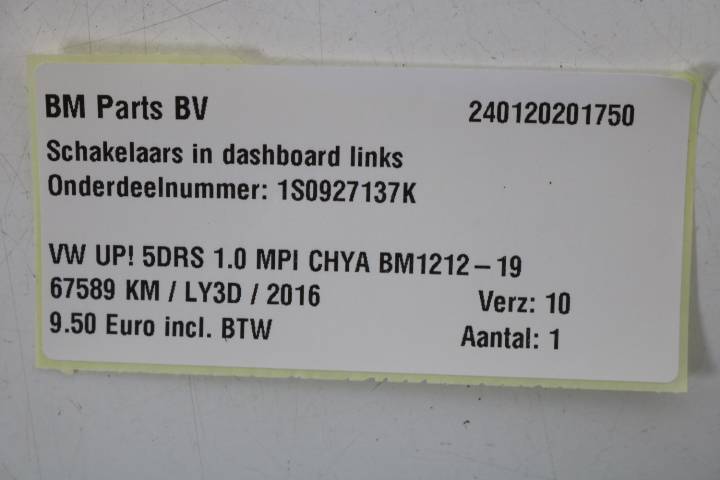 BM Parts BV 240120201750
Schakelaars in dashboard links
Onderdeelnummer: 1S0927137K
VW UP! 5DRS 1.0 MPI CHYA BM1212-19
67589 KM / LY3D / 2016 Verz: 10
9.50 Euro incl. BTW Aantal: 1